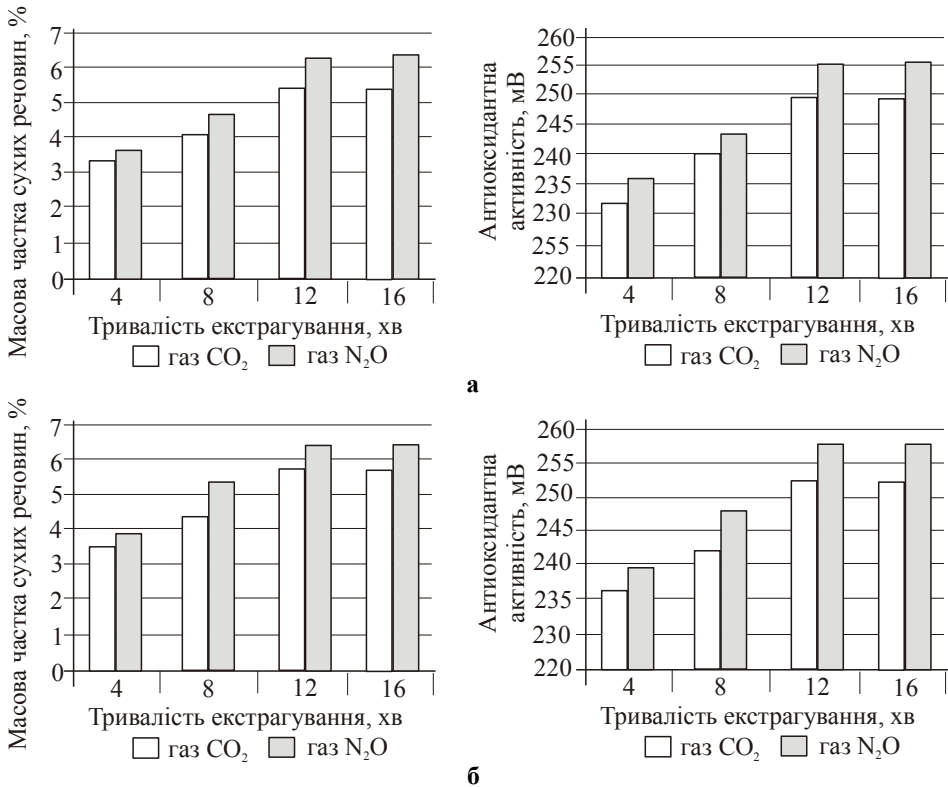 Масова частка сухих речовин, %
7
6
5
4
3
2
1
0
4 8 12 16
Тривалість екстрагування, хв
газ CO₂ газ N₂O
Антиоксидантна
активність, мВ
260
255
250
245
240
235
230
255
220
4 8 12 16
Тривалість екстрагування, хв
газ CO₂ газ N₂O
а
Масова частка сухих речовин, %
7
6
5
4
3
2
1
0
4 8 12 16
Тривалість екстрагування, хв
газ CO₂ газ N₂O
Антиоксидантна
активність, мВ
260
255
250
245
240
235
230
220
4 8 12 16
Тривалість екстрагування, хв
газ CO₂ газ N₂O
б